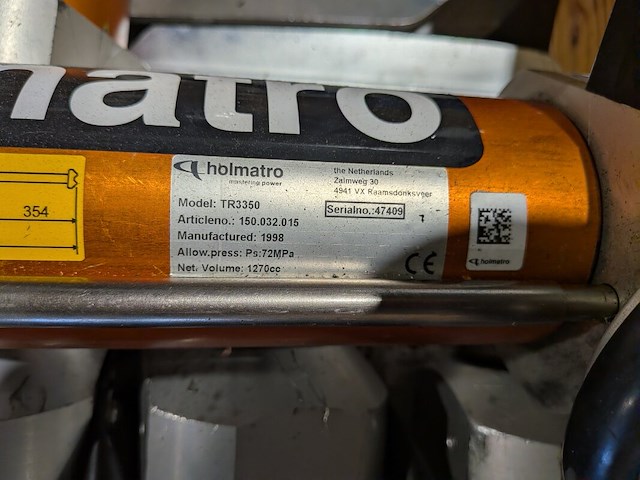 matro
354
holmatro
mastering power
the Netherlands
Zalmweg 30
4941 VX Raamsdonksveer
Model: TR3350
Serialno.:47409
Articleno.: 150.032.015
Manufactured: 1998
Allow.press: Ps:72MPa
Net. Volume: 1270cc
CE
holmatro